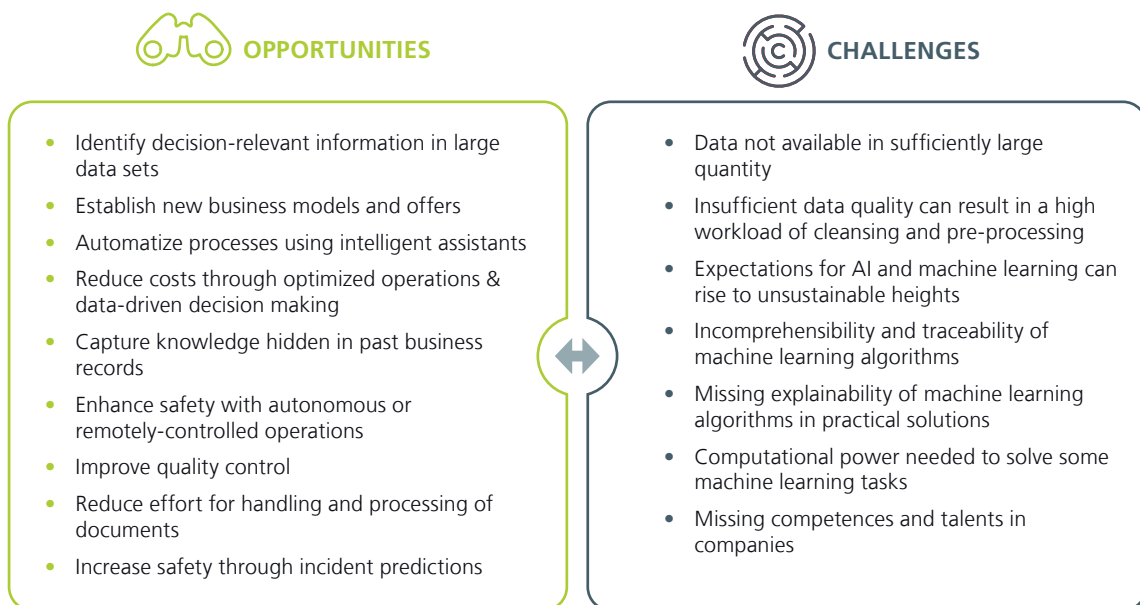 OPPORTUNITIES
• Identify decision-relevant information in large
data sets
• Establish new business models and offers
• Automatize processes using intelligent assistants
• Reduce costs through optimized operations &
data-driven decision making
• Capture knowledge hidden in past business
records
• Enhance safety with autonomous or
remotely-controlled operations
• Improve quality control
• Reduce effort for handling and processing of
documents
• Increase safety through incident predictions
CHALLENGES
• Data not available in sufficiently large
quantity
• Insufficient data quality can result in a high
workload of cleansing and pre-processing
• Expectations for AI and machine learning can
rise to unsustainable heights
• Incomprehensibility and traceability of
machine learning algorithms
• Missing explainability of machine learning
algorithms in practical solutions
• Computational power needed to solve some
machine learning tasks
• Missing competences and talents in
companies